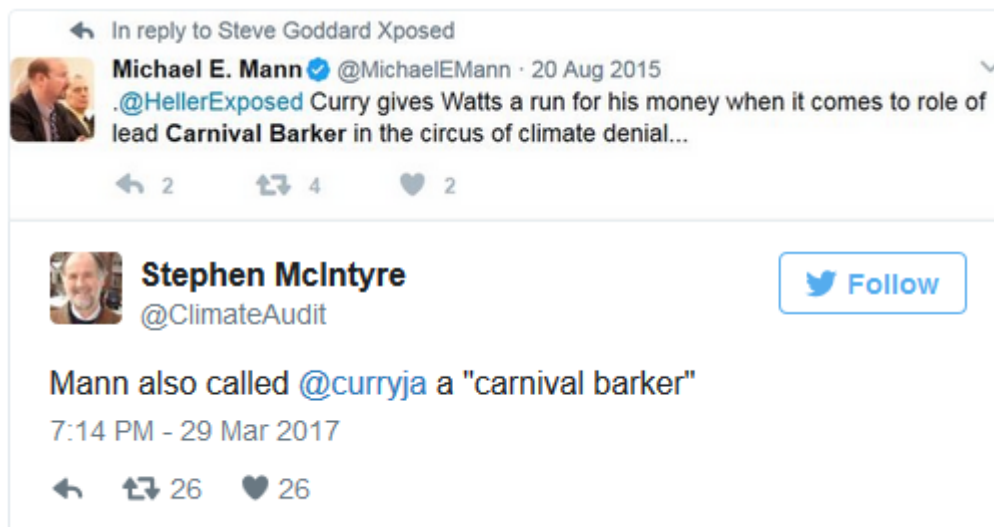 In reply to Steve Goddard Xposed
Michael E. Mann @MichaelEMann · 20 Aug 2015
.@HellerExposed Curry gives Watts a run for his money when it comes to role of
lead Carnival Barker in the circus of climate denial...
2 4 2
Stephen McIntyre
Follow
@ClimateAudit
Mann also called @curryja a "carnival barker"
7:14 PM - 29 Mar 2017
26 26